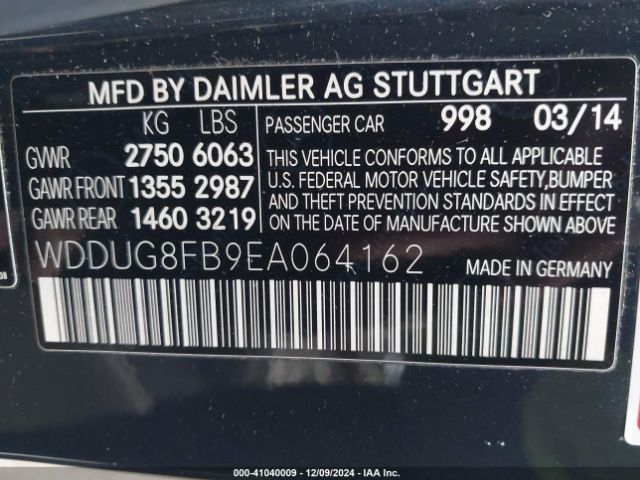 MFD BY DAIMLER AG STUTTGART
KG LBS
PASSENGER CAR 998 03/14
GVWR 2750 6063
GAWR FRONT 1355 2987
GAWR REAR 1460 3219
THIS VEHICLE CONFORMS TO ALL APPLICABLE
U.S. FEDERAL MOTOR VEHICLE SAFETY,BUMPER
AND THEFT PREVENTION STANDARDS IN EFFECT
ON THE DATE OF MANUFACTURE SHOWN ABOVE
WDDUG8FB9EA064162 MADE IN GERMANY
000-41040009 - 12/09/2024 - IAA Inc.